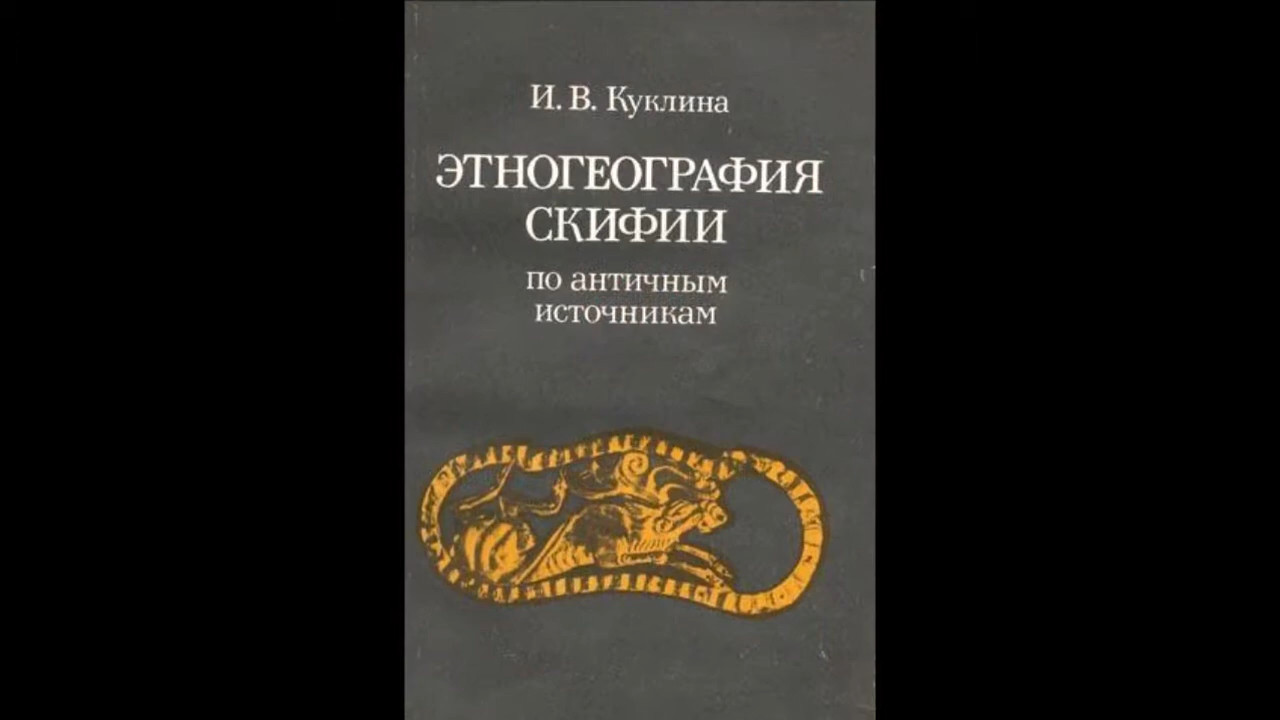 И. В. Куклина
ЭТНОГЕОГРАФИЯ
СКИФИИ
по античным
источникам